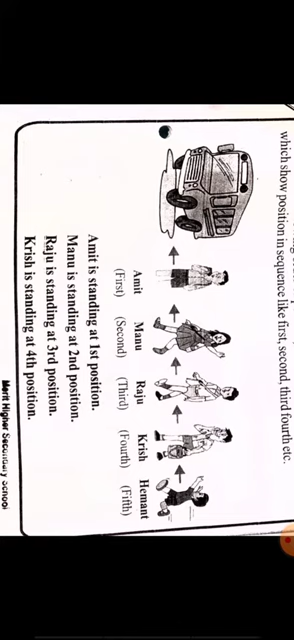 which show position in sequence like first, second, third fourth etc.
Amit Manu Raju Krish Hemant
(First) (Second) (Third) (Fourth) (Fifth)
Amit is standing at 1st position.
Manu is standing at 2nd position.
Raju is standing at 3rd position.
Krish is standing at 4th position.
Merit Higher Secondary School